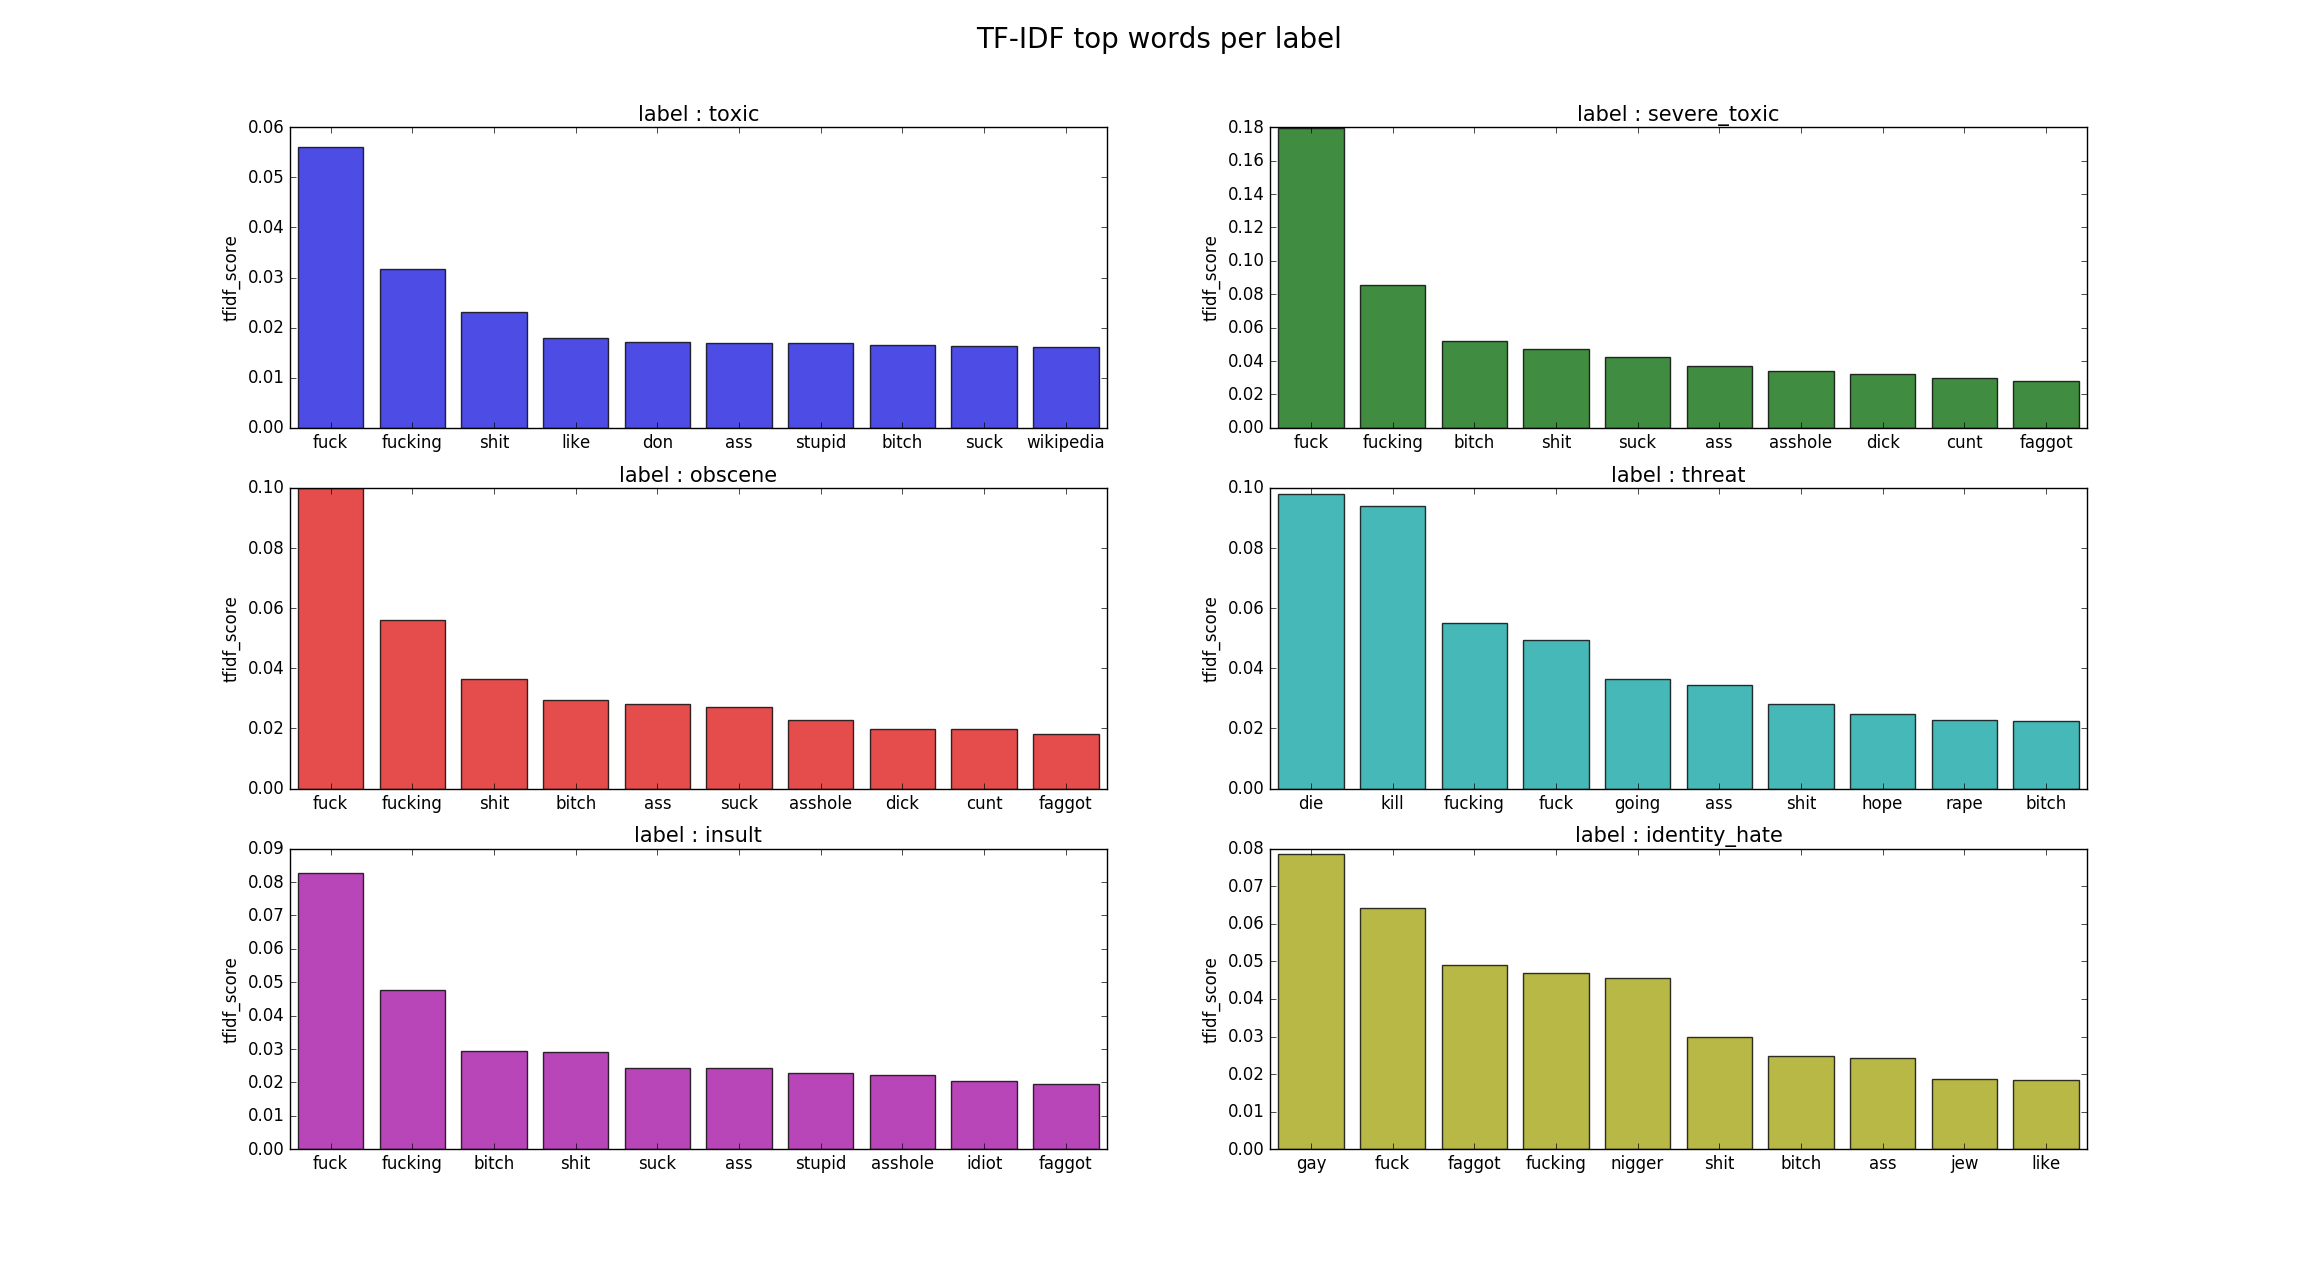 TF-IDF top words per label
label : toxic
tfidf_score
0.06
0.05
0.04
0.03
0.02
0.01
0.00
fuck fucking shit like don ass stupid bitch suck wikipedia
label : severe_toxic
tfidf_score
0.18
0.16
0.14
0.12
0.10
0.08
0.06
0.04
0.02
0.00
fuck fucking bitch shit suck ass asshole dick cunt faggot
label : obscene
tfidf_score
0.10
0.08
0.06
0.04
0.02
0.00
fuck fucking shit bitch ass suck asshole dick cunt faggot
label : threat
tfidf_score
0.10
0.08
0.06
0.04
0.02
0.00
die kill fucking fuck going ass shit hope rape bitch
label : insult
tfidf_score
0.09
0.08
0.07
0.06
0.05
0.04
0.03
0.02
0.01
0.00
fuck fucking bitch shit suck ass stupid asshole idiot faggot
label : identity_hate
tfidf_score
0.08
0.07
0.06
0.05
0.04
0.03
0.02
0.01
0.00
gay fuck faggot fucking nigger shit bitch ass jew like